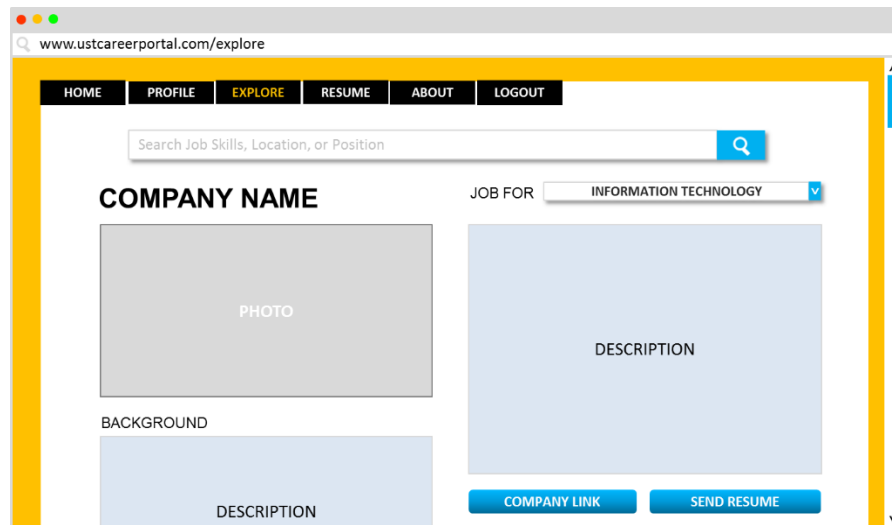 www.ustcareerportal.com/explore
HOME PROFILE EXPLORE RESUME ABOUT LOGOUT
Search Job Skills, Location, or Position
COMPANY NAME
JOB FOR INFORMATION TECHNOLOGY
PHOTO
DESCRIPTION
BACKGROUND
DESCRIPTION
COMPANY LINK SEND RESUME